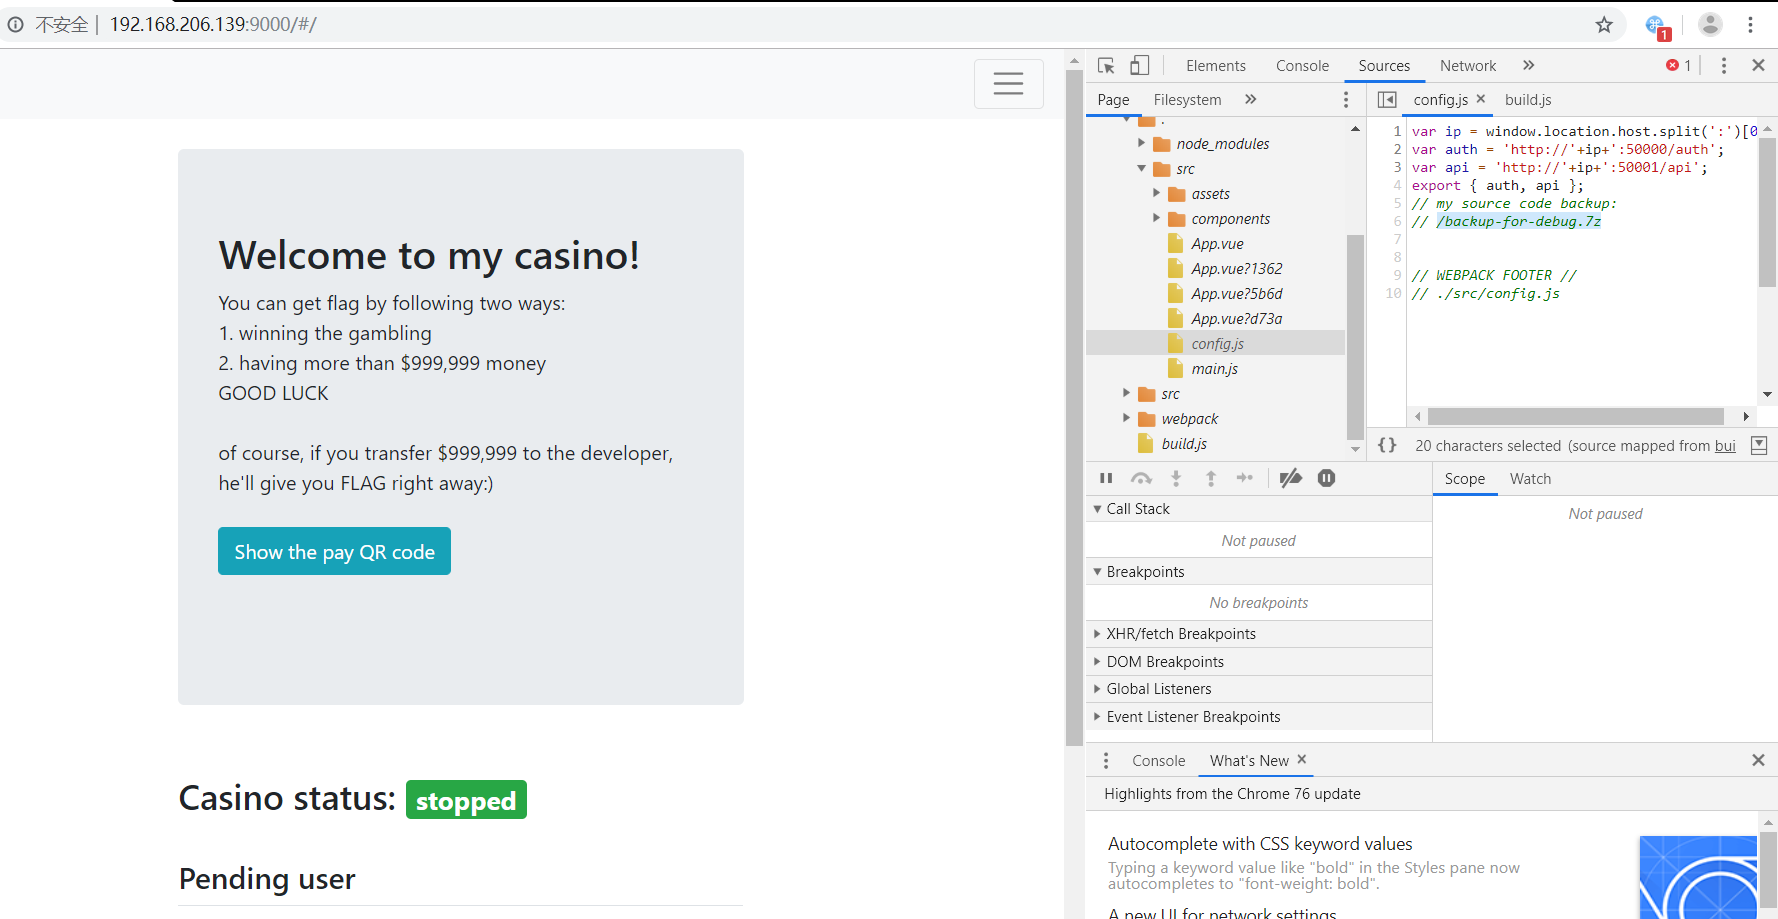 不安全 | 192.168.206.139:9000/#/
1
Welcome to my casino!
You can get flag by following two ways:
1. winning the gambling
2. having more than $999,999 money
GOOD LUCK
of course, if you transfer $999,999 to the developer,
he'll give you FLAG right away:)
Show the pay QR code
Casino status: stopped
Pending user
Elements Console Sources Network » 1
Page Filesystem »
.
node_modules
src
assets
components
App.vue
App.vue?1362
App.vue?5b6d
App.vue?d73a
config.js
main.js
src
webpack
build.js
config.js × build.js
1 var ip = window.location.host.split(':')[0
2 var auth = 'http://'+ip+':50000/auth';
3 var api = 'http://'+ip+':50001/api';
4 export { auth, api };
5 // my source code backup:
6 // /backup-for-debug.7z
7
8
9 // WEBPACK FOOTER //
10 // ./src/config.js
{} 20 characters selected (source mapped from bui
Call Stack
Not paused
Breakpoints
No breakpoints
XHR/fetch Breakpoints
DOM Breakpoints
Global Listeners
Event Listener Breakpoints
Scope Watch
Not paused
Console What's New ×
Highlights from the Chrome 76 update
Autocomplete with CSS keyword values
Typing a keyword value like "bold" in the Styles pane now
autocompletes to "font-weight: bold".
A new UI for network settings